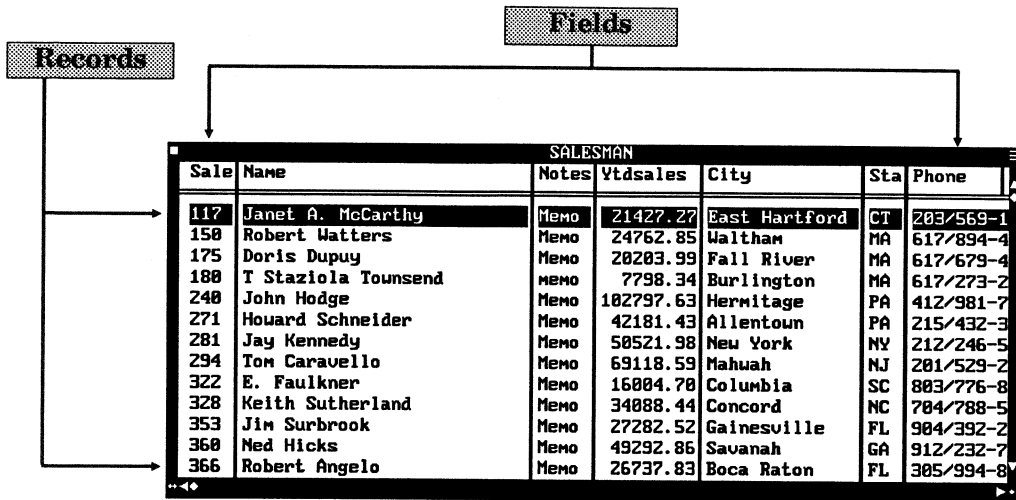 Fields
Records
SALESMAN
Sale Name Notes Ytdsales City Sta Phone
117 Janet A. McCarthy Memo 21427.27 East Hartford CT 203/569-1
150 Robert Watters Memo 24762.85 Waltham MA 617/894-4
175 Doris Dupuy Memo 20203.99 Fall River MA 617/679-4
180 T Staziola Townsend memo 7798.34 Burlington MA 617/273-2
240 John Hodge Memo 102797.63 Hermitage PA 412/981-7
271 Howard Schneider Memo 42181.43 Allentown PA 215/432-3
281 Jay Kennedy Memo 50521.98 New York NY 212/246-5
294 Tom Caravello Memo 69118.59 Mahwah NJ 201/529-2
322 E. Faulkner Memo 16004.70 Columbia SC 803/776-8
328 Keith Sutherland Memo 34088.44 Concord NC 704/788-5
353 Jim Surbrook Memo 27282.52 Gainesville FL 904/392-2
360 Ned Hicks Memo 49292.86 Savanah GA 912/232-7
366 Robert Angelo Memo 26737.83 Boca Raton FL 305/994-8